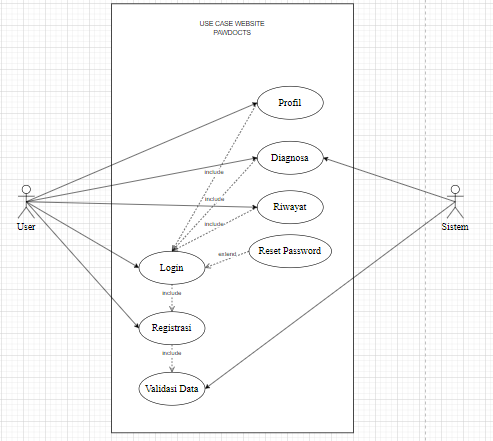 USE CASE WEBSITE
PAWDOCTS
Profil
Diagnosa
include
User
include
Riwayat
Sistem
include
Reset Password
extend
Login
include
Registrasi
include
Validasi Data